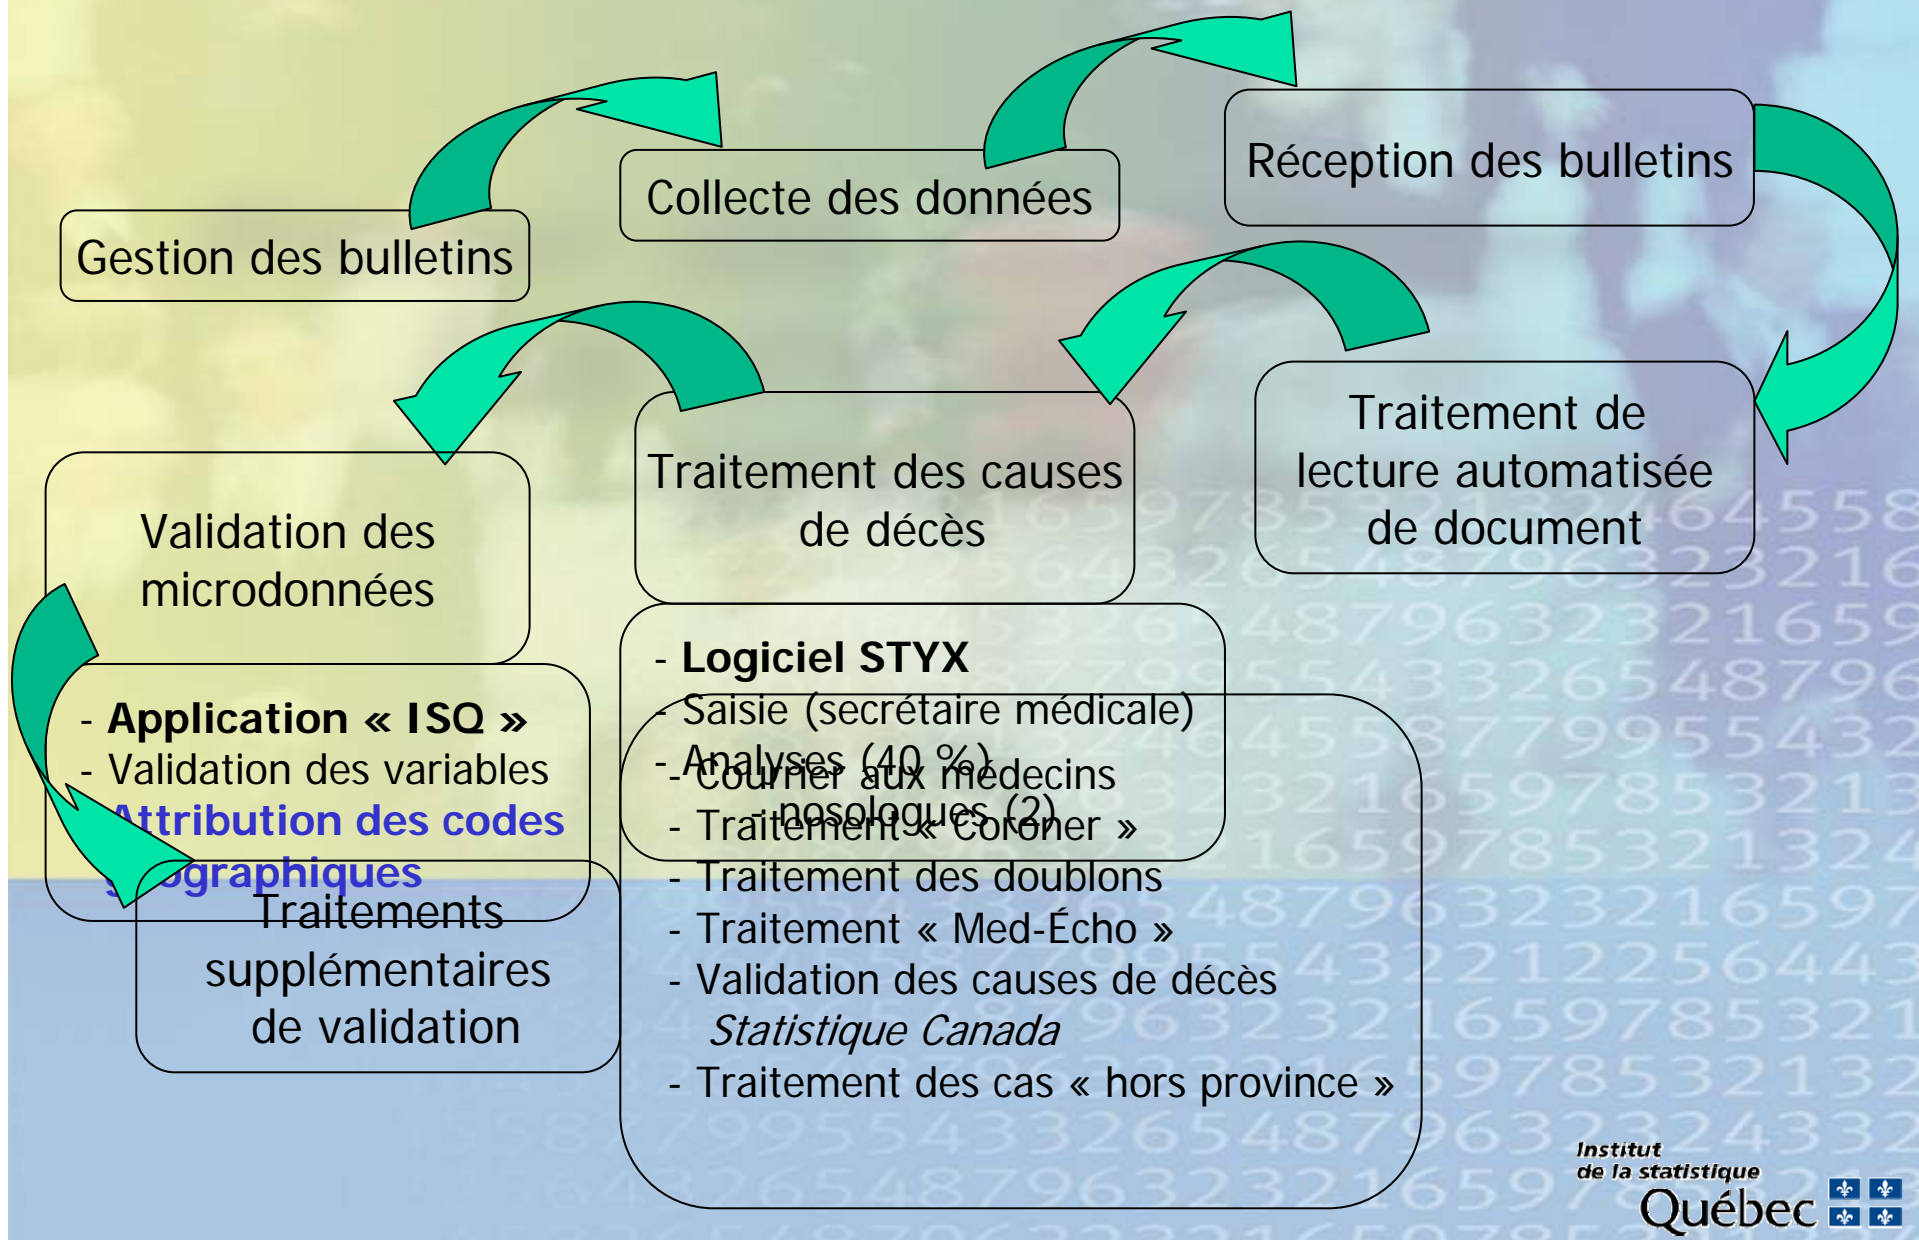 Gestion des bulletins
Collecte des données
Réception des bulletins
Traitement de
lecture automatisée
de document
Traitement des causes
de décès
Validation des
microdonnées
- Logiciel STYX
- Saisie (secrétaire médicale)
- Analyses (40 %)
- nosologues (2)
- Application « ISQ »
- Validation des variables
Attribution des codes
géographiques
Traitements
supplémentaires
de validation
- Courrier aux médecins
- Traitement « Coroner »
- Traitement des doublons
- Traitement « Med-Écho »
- Validation des causes de décès
Statistique Canada
- Traitement des cas « hors province »
Institut
de la statistique
Québec